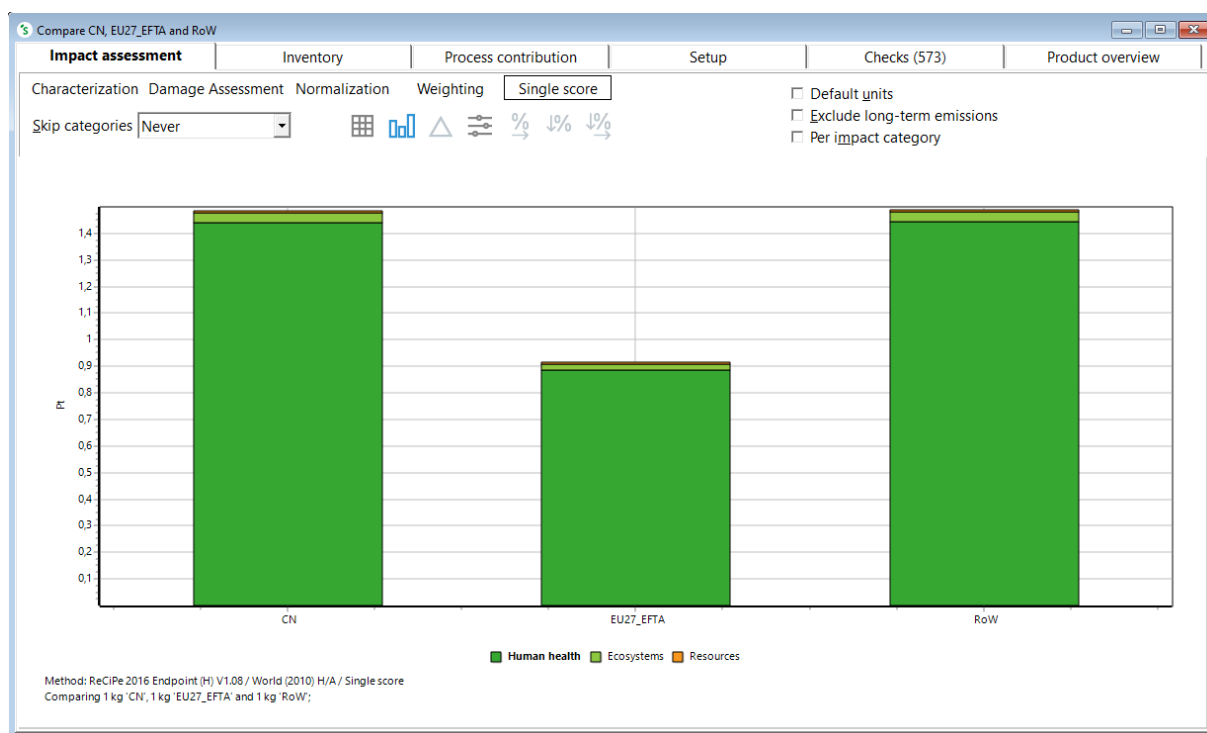 Compare CN, EU27_EFTA and RoW
Impact assessment Inventory Process contribution Setup Checks (573) Product overview
Characterization Damage Assessment Normalization Weighting Single score
Default units
Skip categories Never
Exclude long-term emissions
Per impact category
1,4
1,3
1,2
1,1
1
0,9
0,8
Pt
0,7
0,6
0,5
0,4
0,3
0,2
0,1
CN EU27_EFTA RoW
Human health Ecosystems Resources
Method: ReCiPe 2016 Endpoint (H) V1.08 / World (2010) H/A / Single score
Comparing 1 kg 'CN', 1 kg 'EU27_EFTA' and 1 kg 'RoW';